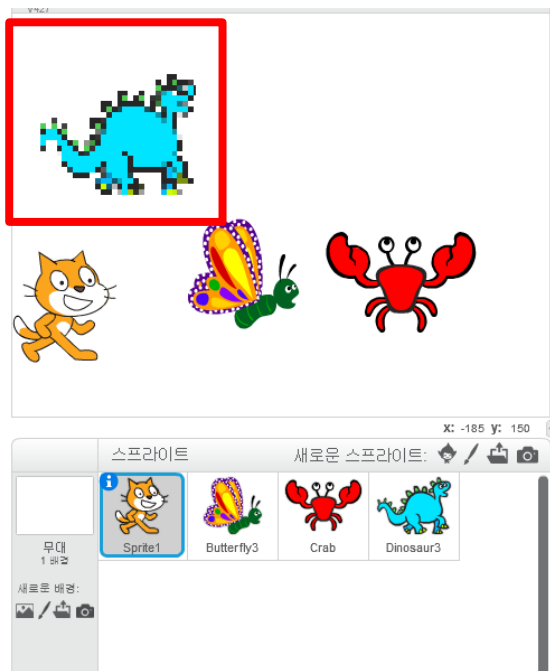 v427
x: -185 y: 150
스프라이트
새로운 스프라이트:
Sprite1
Butterfly3
Crab
Dinosaur3
무대
1 배경
새로운 배경: